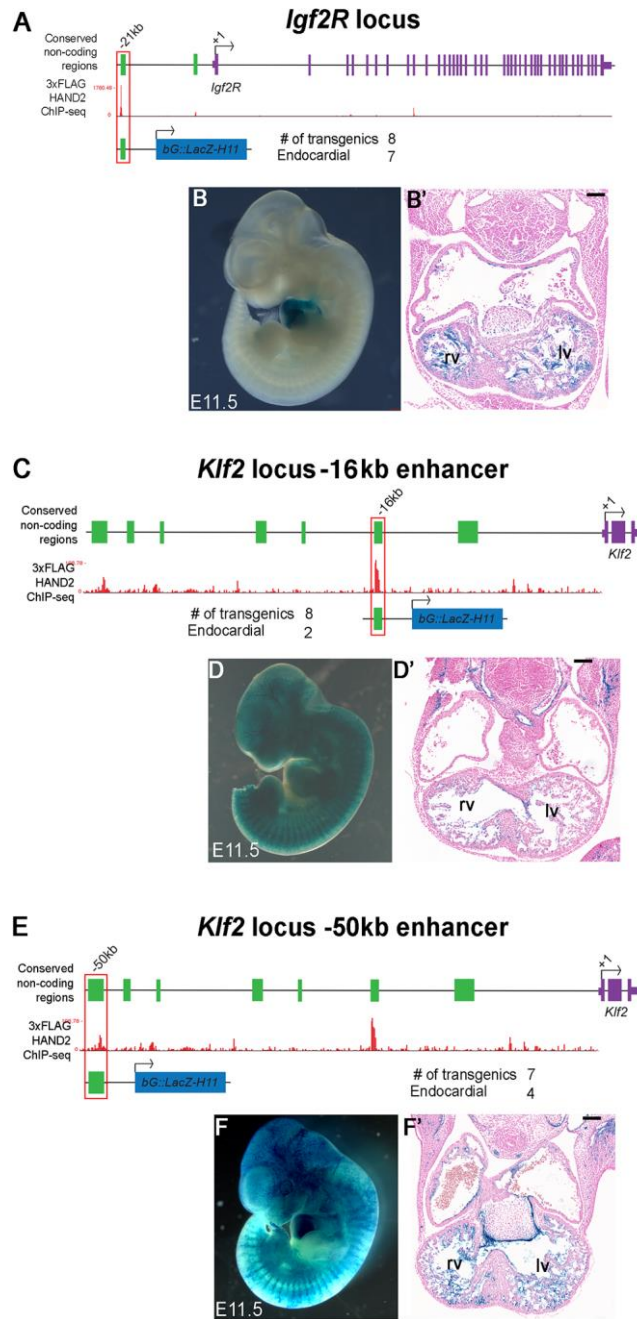 A
Igf2R locus
-21kb
Conserved
non-coding
regions
+1
Igf2R
3xFLAG
HAND2
ChIP-seq
0
bG::LacZ-H11
# of transgenics 8
Endocardial 7
B
E11.5
B'
rv
lv
C
Klf2 locus -16kb enhancer
Conserved
non-coding
regions
-16kb
+1
Klf2
3xFLAG
HAND2
ChIP-seq
0
# of transgenics 8
Endocardial 2
bG::LacZ-H11
D
E11.5
D'
rv
lv
E
Klf2 locus -50kb enhancer
-50kb
Conserved
non-coding
regions
+1
Klf2
3xFLAG
HAND2
ChIP-seq
0
bG::LacZ-H11
# of transgenics 7
Endocardial 4
F
E11.5
F'
rv
lv